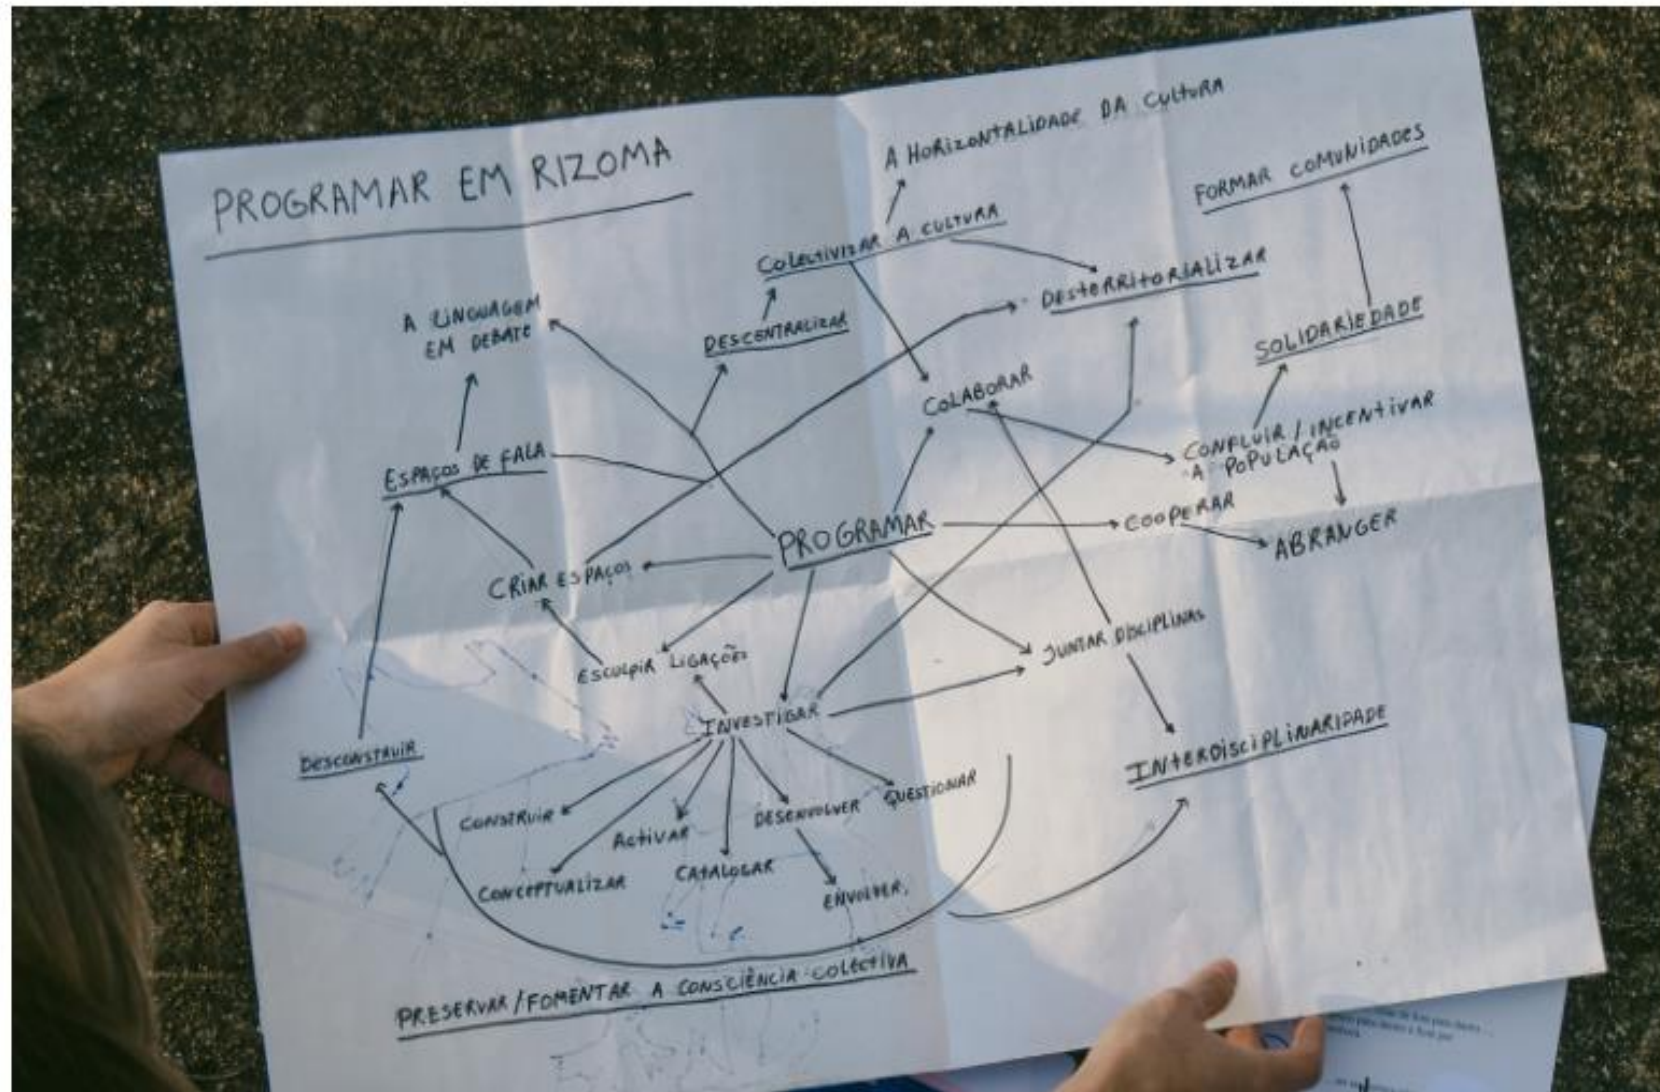 PROGRAMAR EM RIZOMA
A HORIZONTALIDADE DA CULTURA
FORMAR COMUNIDADES
COLECTIVIZAR A CULTURA
DESTERRITORIALIZAR
A LINGUAGEM
EM DEBATE
DESCENTRALIZAR
SOLIDARIEDADE
COLABORAR
ESPAÇOS DE FALA
CONFLUIR / INCENTIVAR
A POPULAÇÃO
PROGRAMAR
COOPERAR
ABRANGER
CRIAR ESPAÇOS
ESCULPIR LIGAÇÕES
JUNTAR DISCIPLINAS
INVESTIGAR
DESCONSTRUIR
INTERDISCIPLINARIDADE
CONSTRUIR
ACTIVAR
DESENVOLVER
QUESTIONAR
CONCEPTUALIZAR
CATALOGAR
ENVOLVER.
PRESERVAR/FOMENTAR A CONSCIÊNCIA COLECTIVA